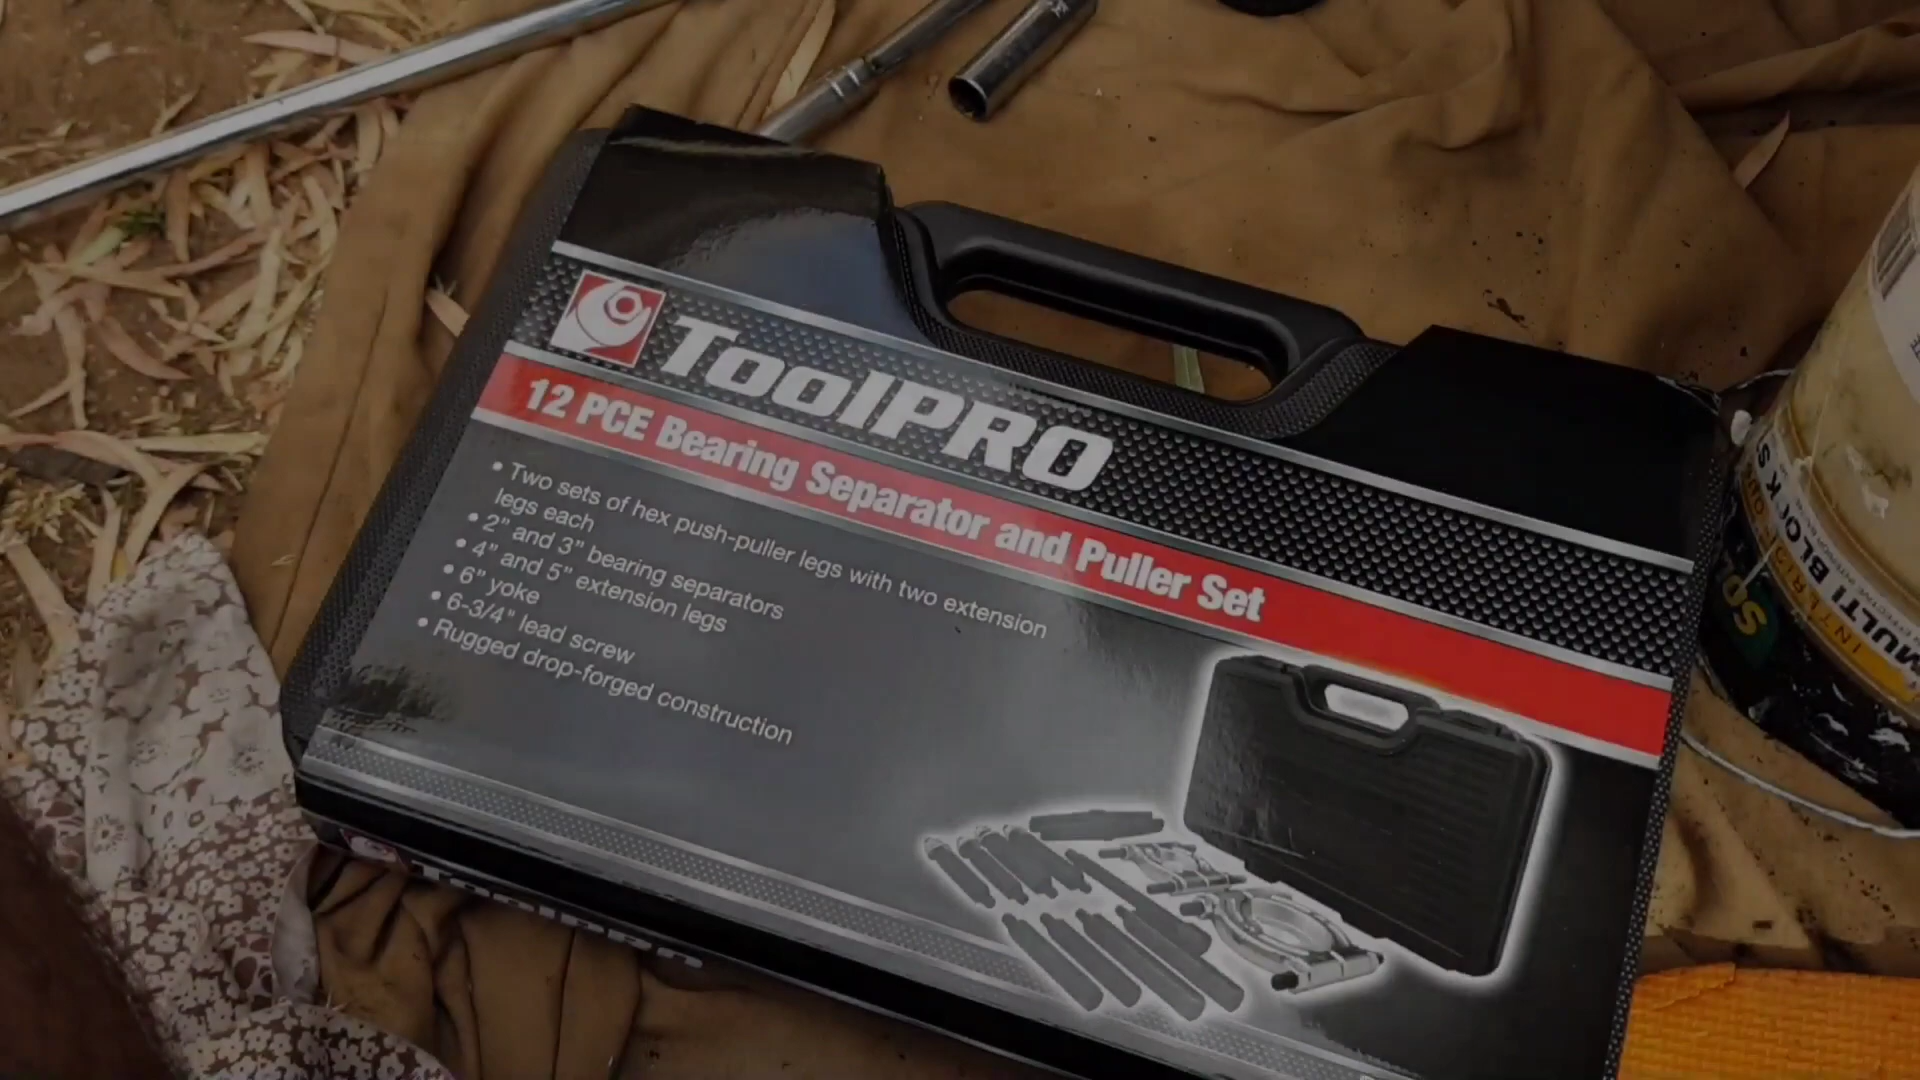 ToolPRO
12 PCE Bearing Separator and Puller Set
• Two sets of hex push-puller legs with two extension
legs each
• 2" and 3" bearing separators
• 4" and 5" extension legs
• 6" yoke
• 6-3/4" lead screw
• Rugged drop-forged construction
ToolPRO
MULTI BLOCK